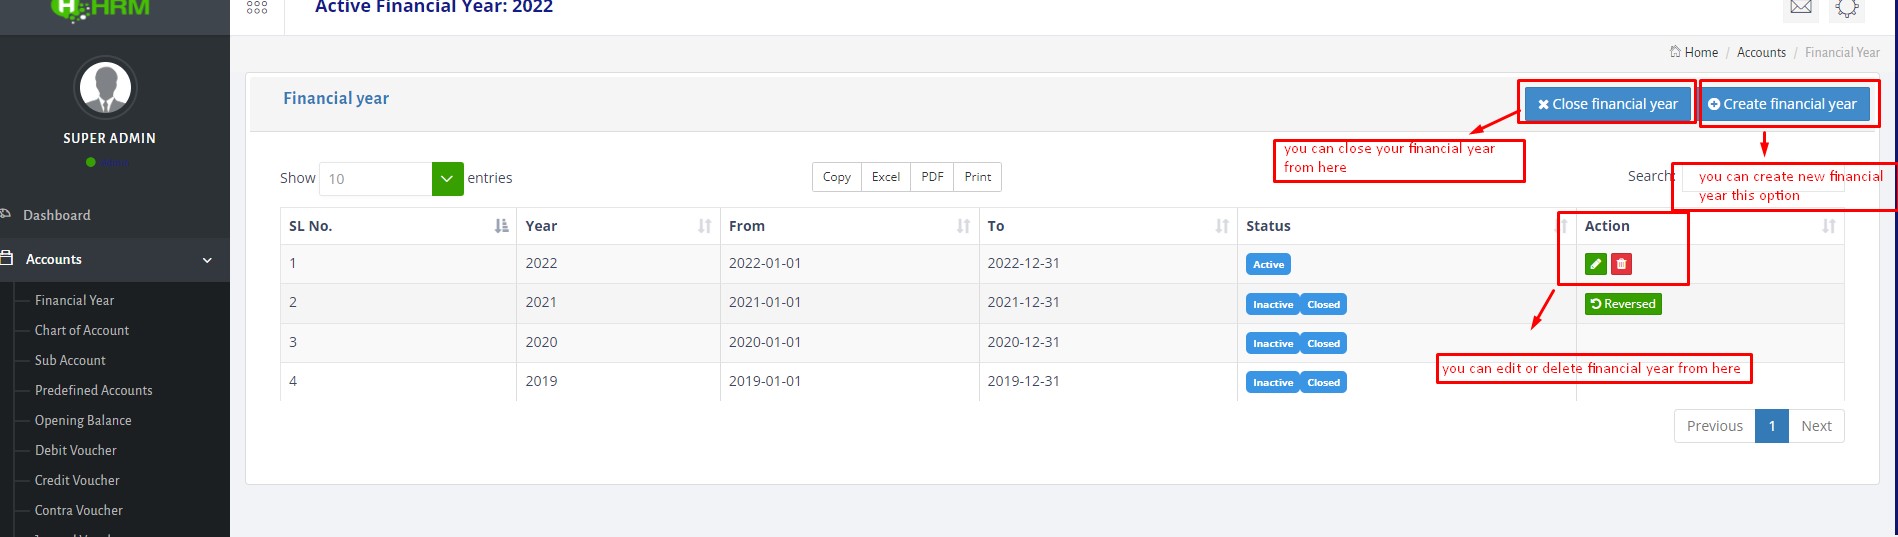 HRM
Active Financial Year: 2022
Home / Accounts / Financial Year
SUPER ADMIN
Dashboard
Accounts
Financial Year
Chart of Account
Sub Account
Predefined Accounts
Opening Balance
Debit Voucher
Credit Voucher
Contra Voucher
Financial year
Close financial year
Create financial year
you can close your financial year
from here
you can create new financial
year this option
Show 10 entries
Copy Excel PDF Print
Search:
SL No. Year From To Status Action
1 2022 2022-01-01 2022-12-31 Active
2 2021 2021-01-01 2021-12-31 Inactive Closed Reversed
3 2020 2020-01-01 2020-12-31 Inactive Closed
4 2019 2019-01-01 2019-12-31 Inactive Closed
you can edit or delete financial year from here
Previous 1 Next